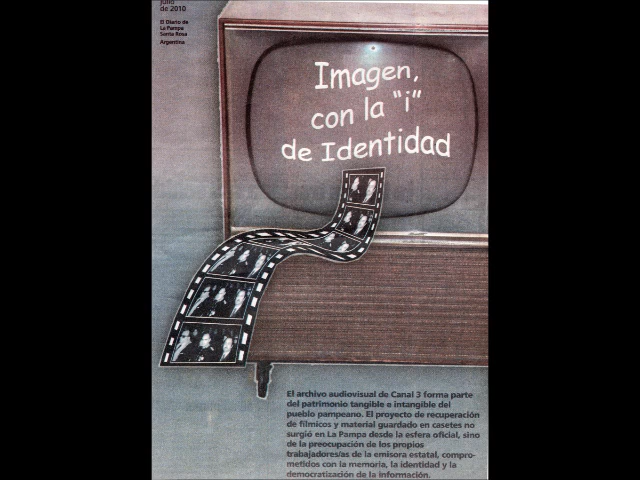 Julio
de 2010
El Diario de
La Pampa
Santa Rosa
Argentina
Imagen,
con la "i"
de Identidad
El archivo audiovisual de Canal 3 forma parte
del patrimonio tangible e intangible del
pueblo pampeano. El proyecto de recuperación
de fílmicos y material guardado en casetes no
surgió en La Pampa desde la esfera oficial, sino
de la preocupación de los propios
trabajadores/as de la emisora estatal, compro-
metidos con la memoria, la identidad y la
democratización de la información.